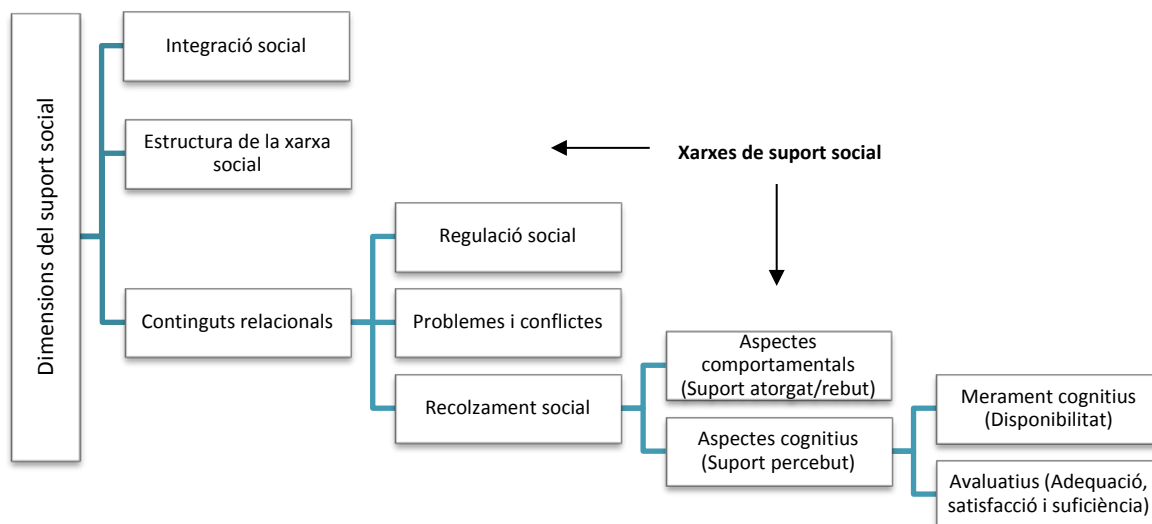 Dimensions del suport social
Integració social
Estructura de la xarxa
social
Continguts relacionals
Regulació social
Problemes i conflictes
Recolzament social
Xarxes de suport social
Aspectes
comportamentals
(Suport atorgat/rebut)
Aspectes cognitius
(Suport percebut)
Merament cognitius
(Disponibilitat)
Avaluatius (Adequació,
satisfacció i suficiència)